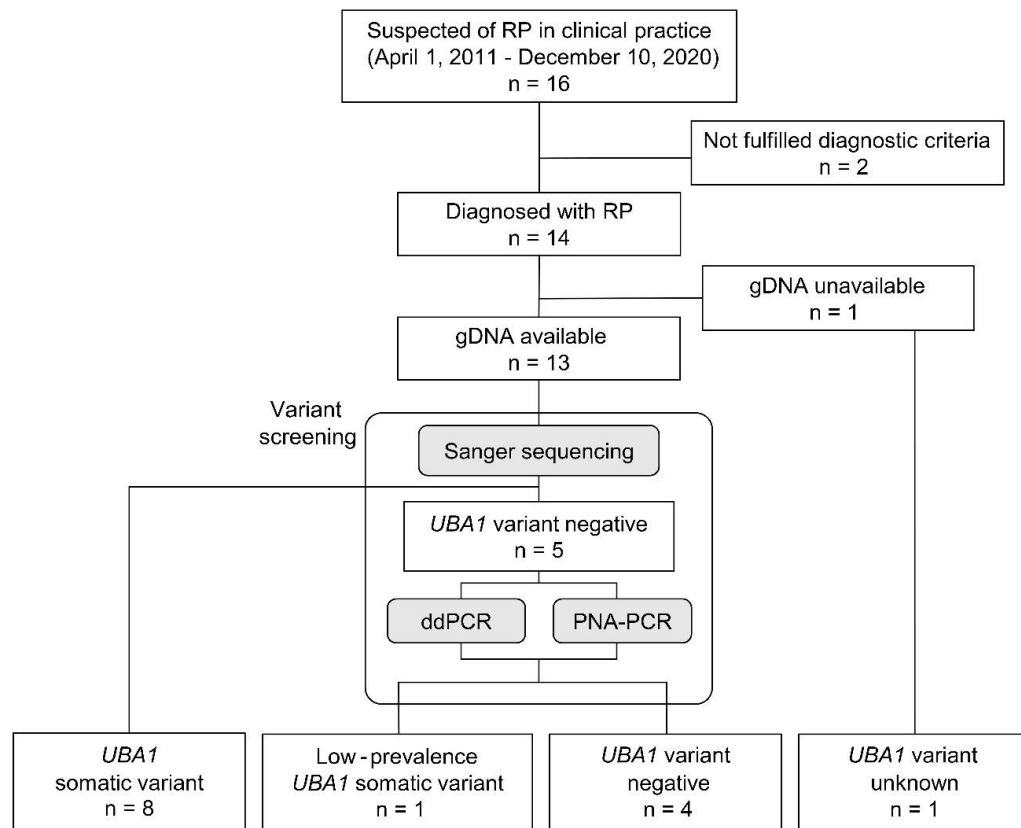 Suspected of RP in clinical practice
(April 1, 2011 - December 10, 2020)
n = 16
Not fulfilled diagnostic criteria
n = 2
Diagnosed with RP
n = 14
gDNA unavailable
n = 1
gDNA available
n = 13
Variant
screening
Sanger sequencing
UBA1 variant negative
n = 5
ddPCR
PNA-PCR
UBA1
somatic variant
n = 8
Low-prevalence
UBA1 somatic variant
n = 1
UBA1 variant
negative
n = 4
UBA1 variant
unknown
n = 1